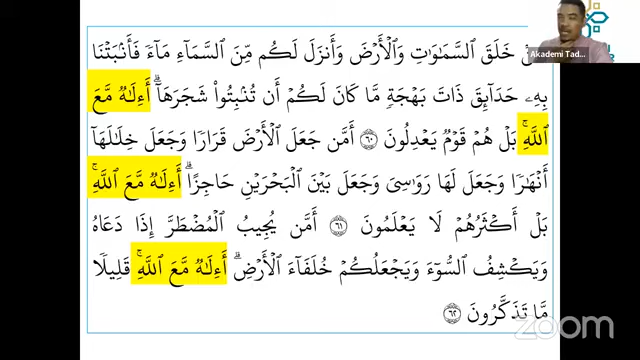 Akademi Tad...
خَلَقَ ٱلسَّمَٰوَٰتِ وَٱلْأَرْضَ وَأَنزَلَ لَكُم مِّنَ ٱلسَّمَآءِ مَآءً فَأَنۢبَتْنَا
بِهِۦ حَدَآئِقَ ذَاتَ بَهْجَةٍ مَّا كَانَ لَكُمْ أَن تُنۢبِتُوا۟ شَجَرَهَآ ۗ أَءِلَٰهٌ مَّعَ
ٱللَّهِ ۚ بَلْ هُمْ قَوْمٌ يَعْدِلُونَ ٦٠ أَمَّن جَعَلَ ٱلْأَرْضَ قَرَارًا وَجَعَلَ خِلَٰلَهَآ
أَنْهَٰرًا وَجَعَلَ لَهَا رَوَٰسِىَ وَجَعَلَ بَيْنَ ٱلْبَحْرَيْنِ حَاجِزًا ۗ أَءِلَٰهٌ مَّعَ ٱللَّهِ ۚ
بَلْ أَكْثَرُهُمْ لَا يَعْلَمُونَ ٦١ أَمَّن يُجِيبُ ٱلْمُضْطَرَّ إِذَا دَعَاهُ
وَيَكْشِفُ ٱلسُّوٓءَ وَيَجْعَلُكُمْ خُلَفَآءَ ٱلْأَرْضِ ۗ أَءِلَٰهٌ مَّعَ ٱللَّهِ ۚ قَلِيلًا
مَّا تَذَكَّرُونَ ٦٢
zoom